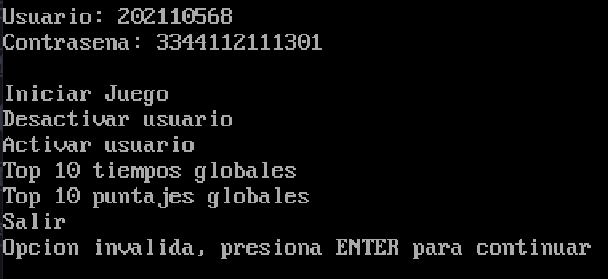 Usuario: 202110568
Contrasena: 3344112111301
Iniciar Juego
Desactivar usuario
Activar usuario
Top 10 tiempos globales
Top 10 puntajes globales
Salir
Opcion invalida, presiona ENTER para continuar